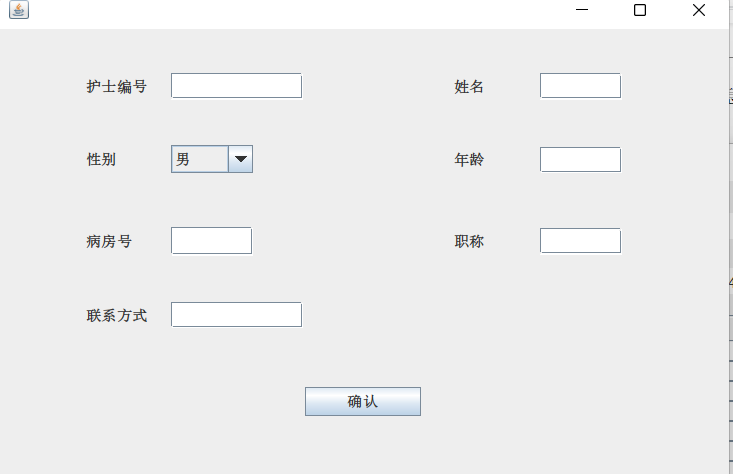 护士编号 姓名
性别 男 年龄
病房号 职称
联系方式
确认